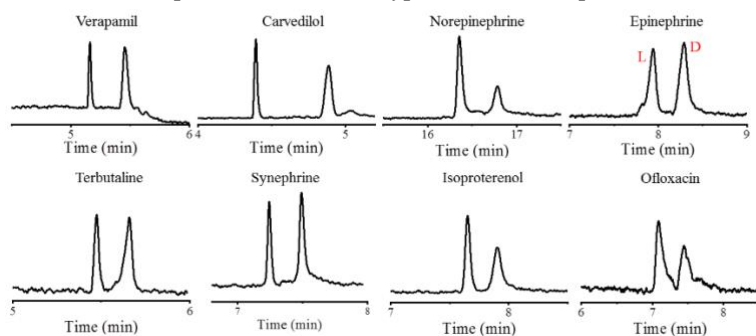 Verapamil
Carvedilol
Norepinephrine
Epinephrine
L
D
5
6
4
5
16
17
7
8
9
Time (min)
Time (min)
Time (min)
Time (min)
Terbutaline
Synephrine
Isoproterenol
Ofloxacin
5
6
7
8
7
8
6
7
8
Time (min)
Time (min)
Time (min)
Time (min)